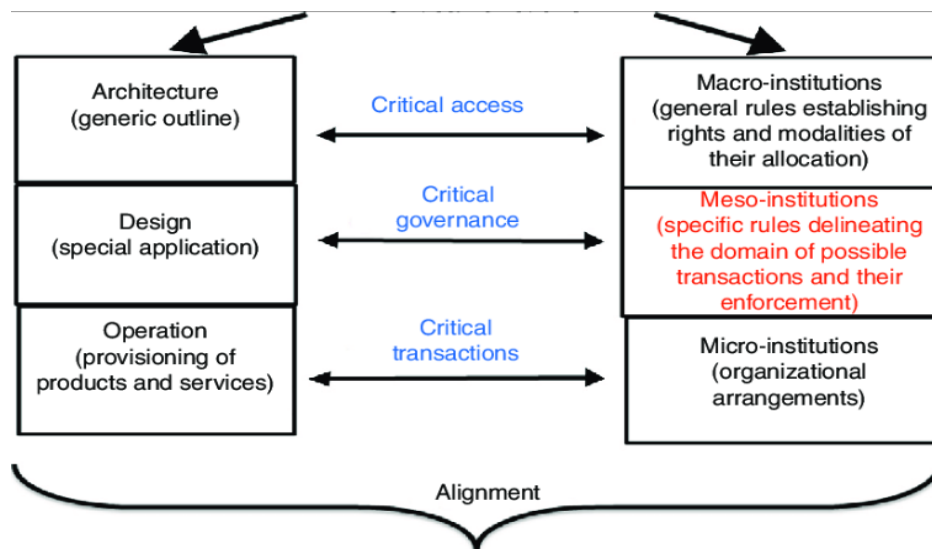 Architecture
(generic outline)
Critical access
Macro-institutions
(general rules establishing
rights and modalities of
their allocation)
Design
(special application)
Critical
governance
Meso-institutions
(specific rules delineating
the domain of possible
transactions and their
enforcement)
Operation
(provisioning of
products and services)
Critical
transactions
Micro-institutions
(organizational
arrangements)
Alignment